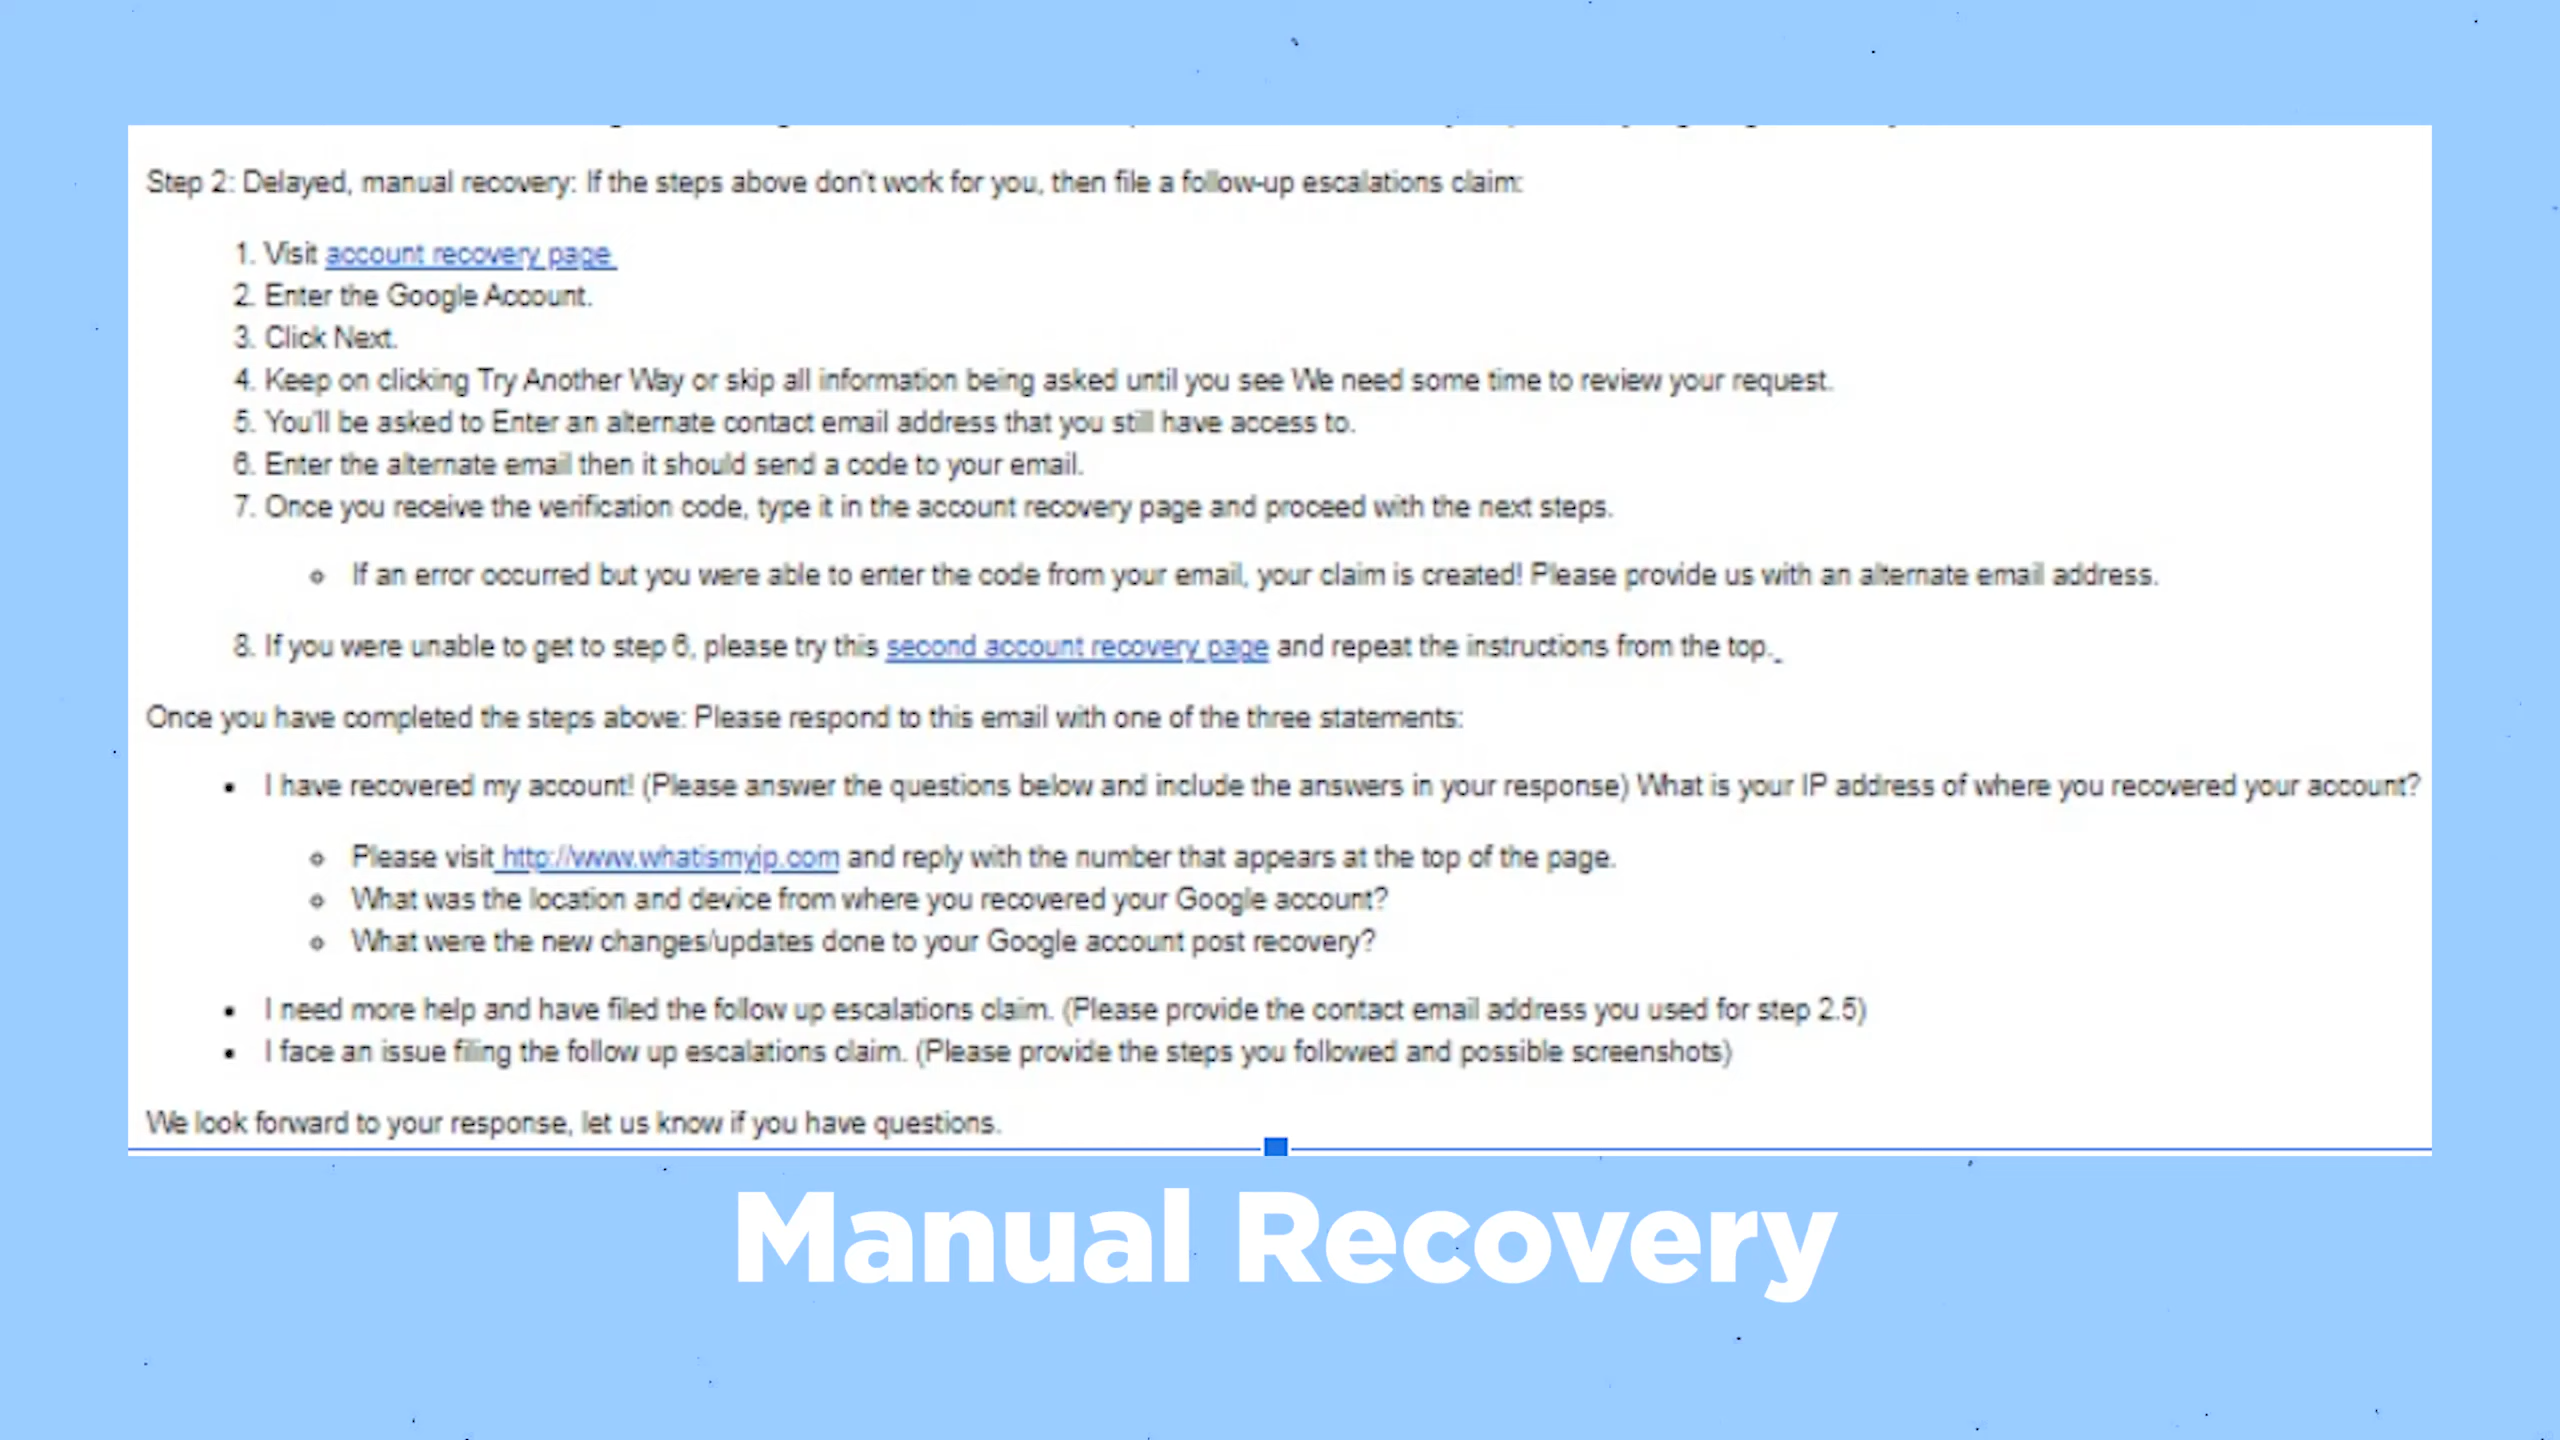 Step 2: Delayed, manual recovery: If the steps above don't work for you, then file a follow-up escalations claim:
1. Visit account recovery page
2. Enter the Google Account.
3. Click Next.
4. Keep on clicking Try Another Way or skip all information being asked until you see We need some time to review your request.
5. You'll be asked to Enter an alternate contact email address that you still have access to.
6. Enter the alternate email then it should send a code to your email.
7. Once you receive the verification code, type it in the account recovery page and proceed with the next steps.
If an error occurred but you were able to enter the code from your email, your claim is created! Please provide us with an alternate email address.
8. If you were unable to get to step 6, please try this second account recovery page and repeat the instructions from the top.
Once you have completed the steps above: Please respond to this email with one of the three statements:
• I have recovered my account! (Please answer the questions below and include the answers in your response) What is your IP address of where you recovered your account?
Please visit http://www.whatismyip.com and reply with the number that appears at the top of the page.
What was the location and device from where you recovered your Google account?
What were the new changes/updates done to your Google account post recovery?
• I need more help and have filed the follow up escalations claim. (Please provide the contact email address you used for step 2.5)
• I face an issue filing the follow up escalations claim. (Please provide the steps you followed and possible screenshots)
We look forward to your response, let us know if you have questions.
Manual Recovery